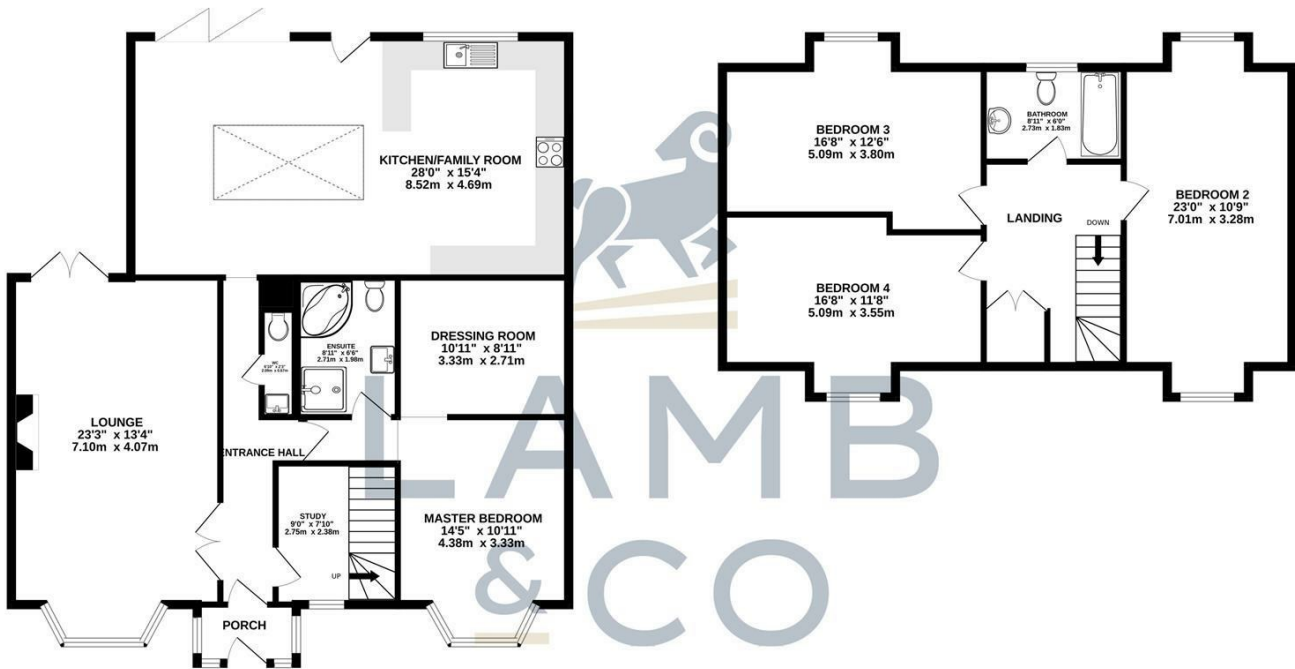 KITCHEN/FAMILY ROOM
28'0" x 15'4"
8.52m x 4.69m
LOUNGE
23'3" x 13'4"
7.10m x 4.07m
ENSUITE
8'11" x 6'6"
2.71m x 1.98m
DRESSING ROOM
10'11" x 8'11"
3.33m x 2.71m
WC
ENTRANCE HALL
STUDY
9'0" x 7'10"
2.75m x 2.38m
UP
MASTER BEDROOM
14'5" x 10'11"
4.38m x 3.33m
PORCH
BEDROOM 3
16'8" x 12'6"
5.09m x 3.80m
BATHROOM
8'11" x 6'0"
2.73m x 1.83m
BEDROOM 2
23'0" x 10'9"
7.01m x 3.28m
LANDING
DOWN
BEDROOM 4
16'8" x 11'8"
5.09m x 3.55m
LAMB
& CO